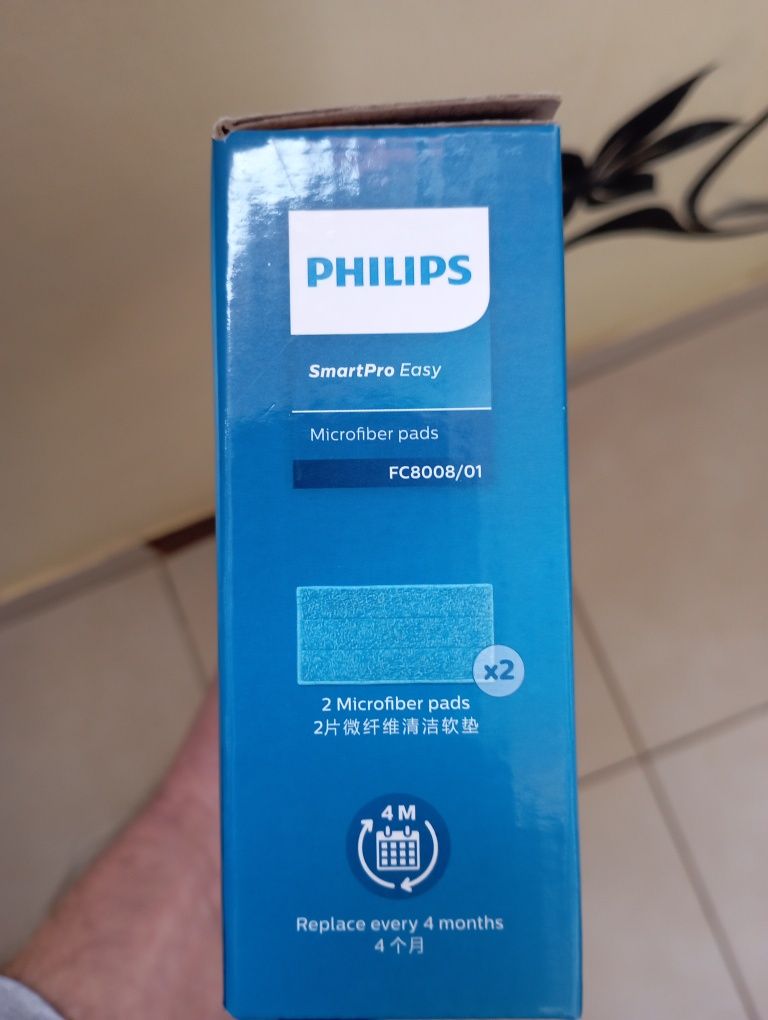 PHILIPS
SmartPro Easy
Microfiber pads
FC8008/01
x2
2 Microfiber pads
2片微纤维清洁软垫
4 M
Replace every 4 months
4个月